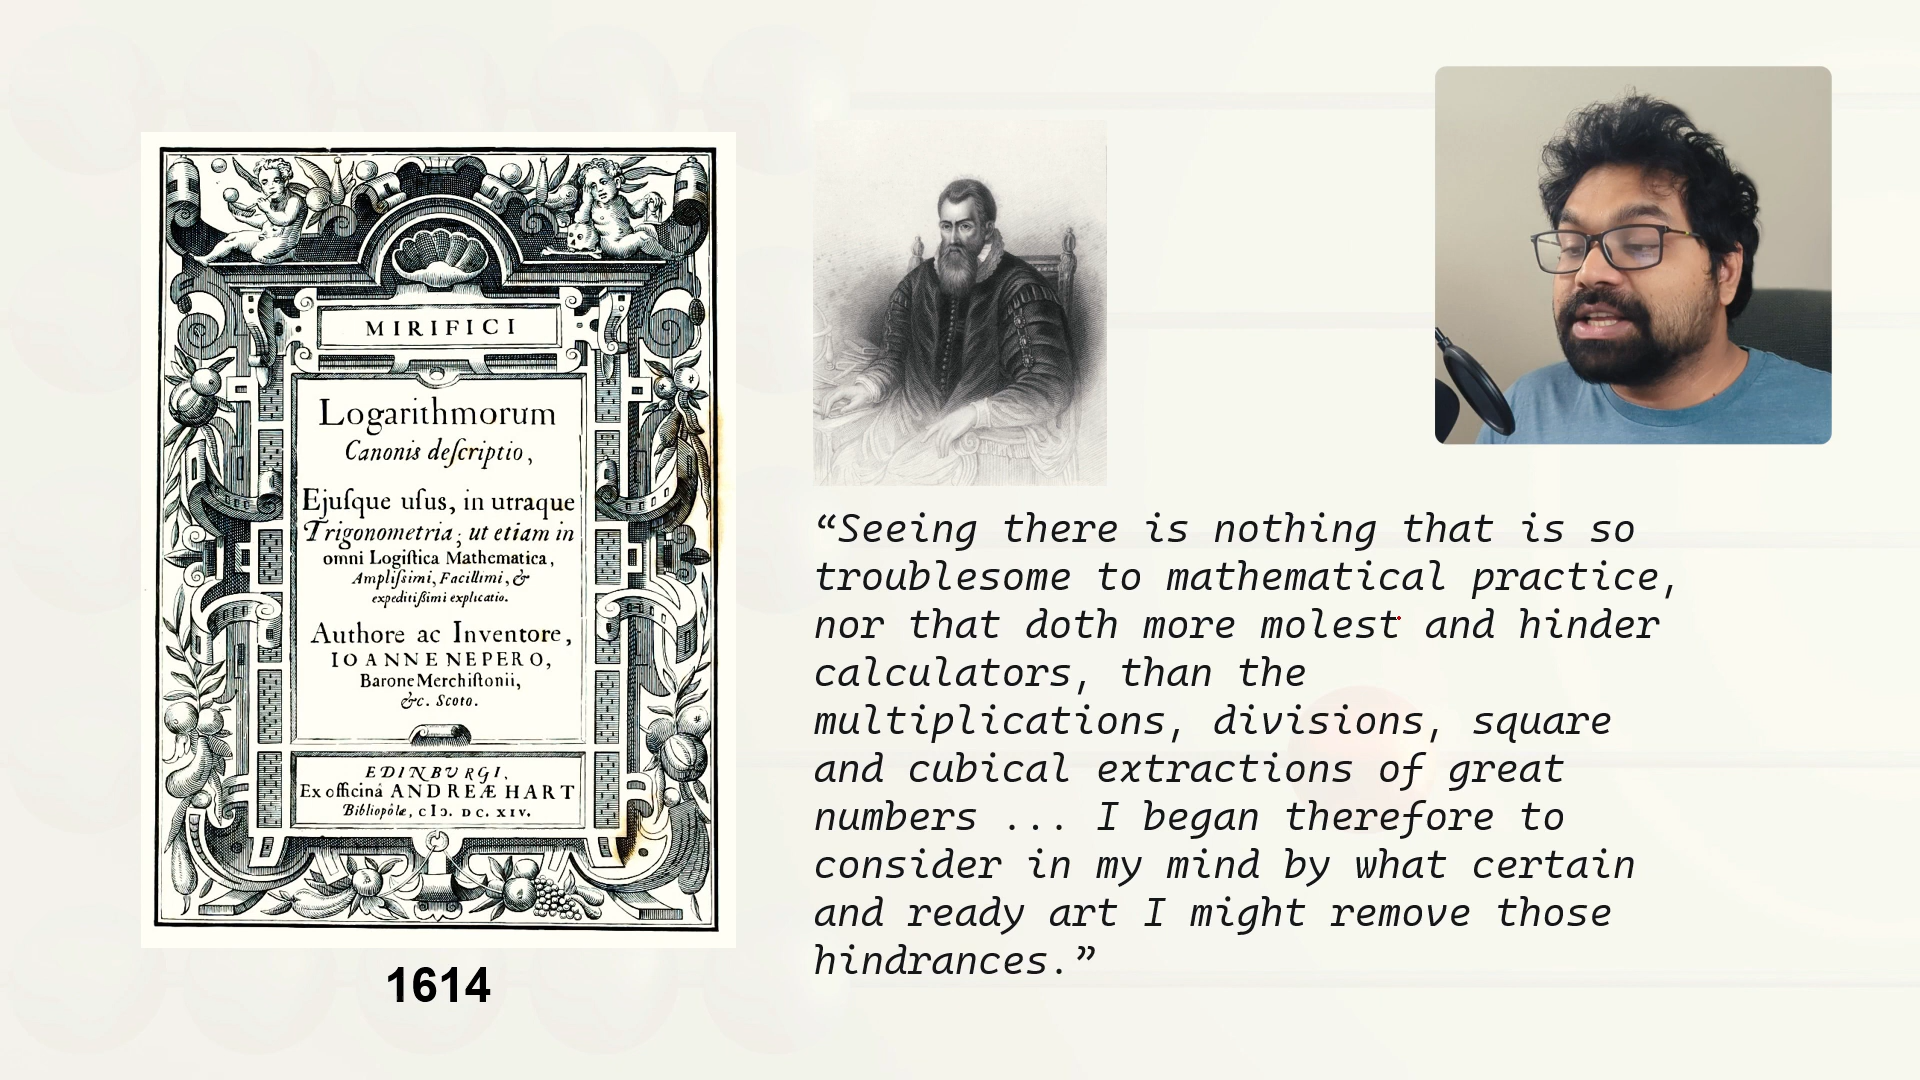 MIRIFICI
Logarithmorum
Canonis deſcriptio,
Ejuſque uſus, in utraque
Trigonometria; ut etiam in
omni Logiſtica Mathematica,
Ampliſsimi, Facillimi, &
expeditiſsimi explicatio.
Authore ac Inventore,
IOANNE NEPERO,
Barone Merchiſtonii,
&c. Scoto.
EDINBVRGI,
Ex officinâ ANDREÆ HART
Bibliopôlæ, cIↄ. DC. XIV.
1614
“Seeing there is nothing that is so
troublesome to mathematical practice,
nor that doth more molest and hinder
calculators, than the
multiplications, divisions, square
and cubical extractions of great
numbers ... I began therefore to
consider in my mind by what certain
and ready art I might remove those
hindrances.”